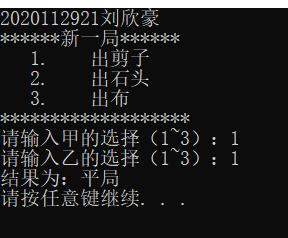 2020112921刘欣豪
******新一局******
   1.    出剪子
   2.    出石头
   3.    出布
*******************
请输入甲的选择（1~3）：1
请输入乙的选择（1~3）：1
结果为：平局
请按任意键继续. . .